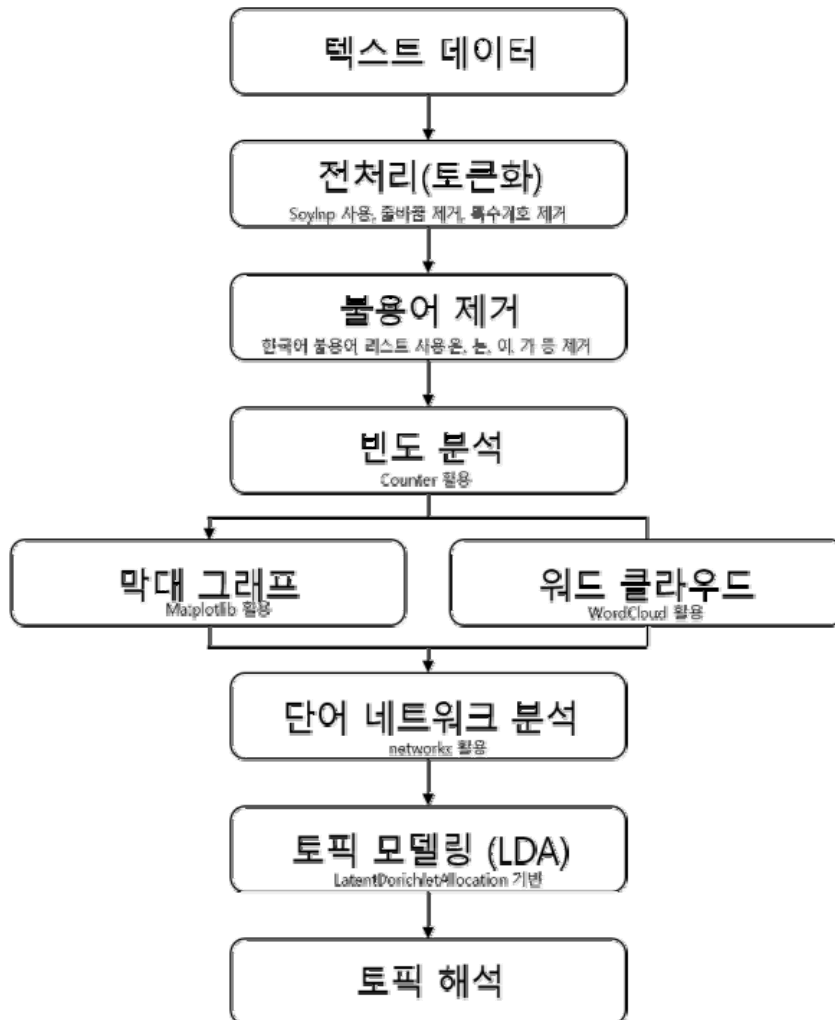 텍스트 데이터
전처리(토큰화)
Soylnp 사용, 줄바꿈 제거, 특수기호 제거
불용어 제거
한국어 불용어 리스트 사용은, 는, 이, 가 등 제거
빈도 분석
Counter 활용
막대 그래프
Matplotlib 활용
워드 클라우드
WordCloud 활용
단어 네트워크 분석
networkx 활용
토픽 모델링 (LDA)
LatentDorichletAllocation 기반
토픽 해석